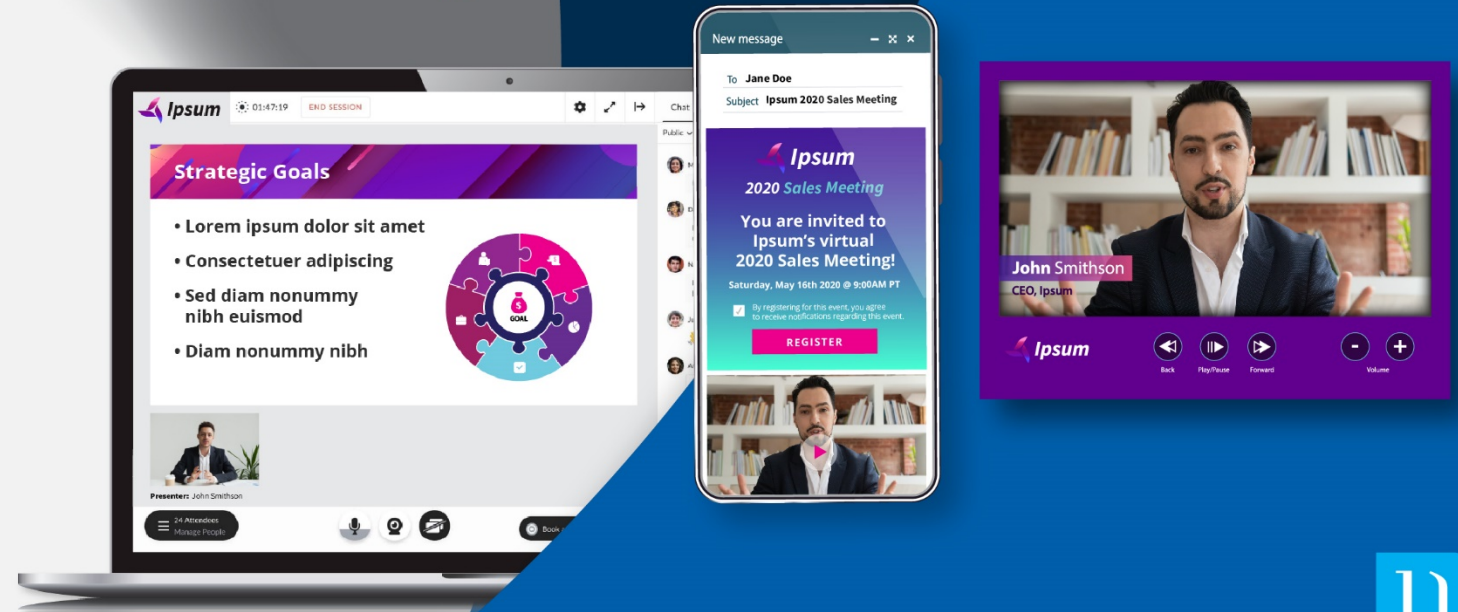 Ipsum
01:47:19
END SESSION
Chat
Public
Strategic Goals
• Lorem ipsum dolor sit amet
• Consectetuer adipiscing
• Sed diam nonummy
nibh euismod
• Diam nonummy nibh
GOAL
$
Presenter: John Smithson
24 Attendees
Manage People
Book
New message
To Jane Doe
Subject Ipsum 2020 Sales Meeting
Ipsum
2020 Sales Meeting
You are invited to
Ipsum's virtual
2020 Sales Meeting!
Saturday, May 16th 2020 @ 9:00AM PT
By registering for this event, you agree
to receive notifications regarding this event.
REGISTER
John Smithson
CEO, Ipsum
Ipsum
Back
Play/Pause
Forward
Volume